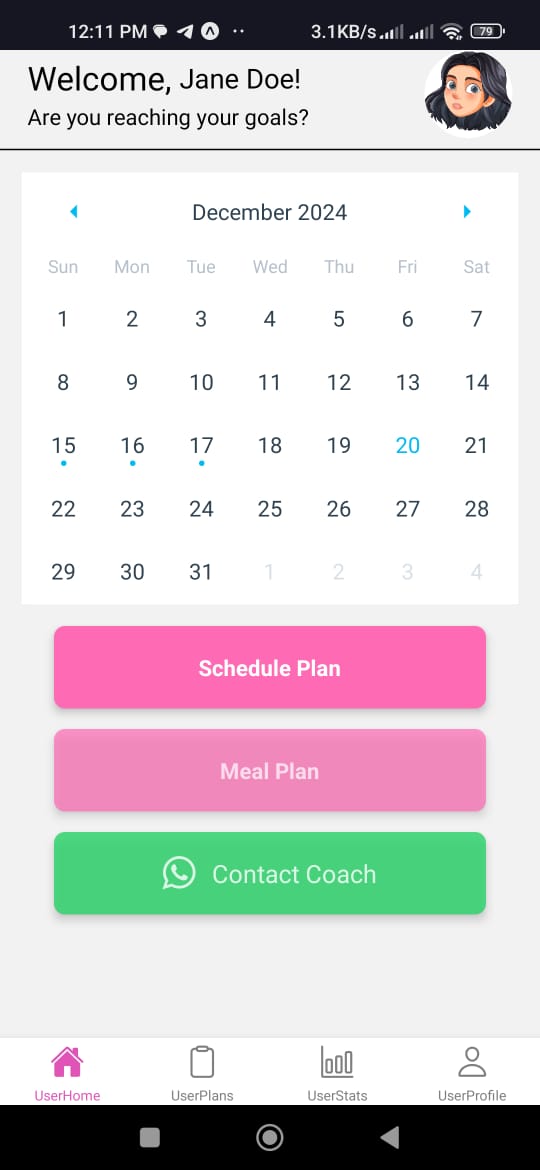 12:11 PM 3.1KB/s 79
Welcome, Jane Doe!
Are you reaching your goals?
December 2024
Sun Mon Tue Wed Thu Fri Sat
1 2 3 4 5 6 7
8 9 10 11 12 13 14
15 16 17 18 19 20 21
22 23 24 25 26 27 28
29 30 31 1 2 3 4
Schedule Plan
Meal Plan
Contact Coach
UserHome UserPlans UserStats UserProfile